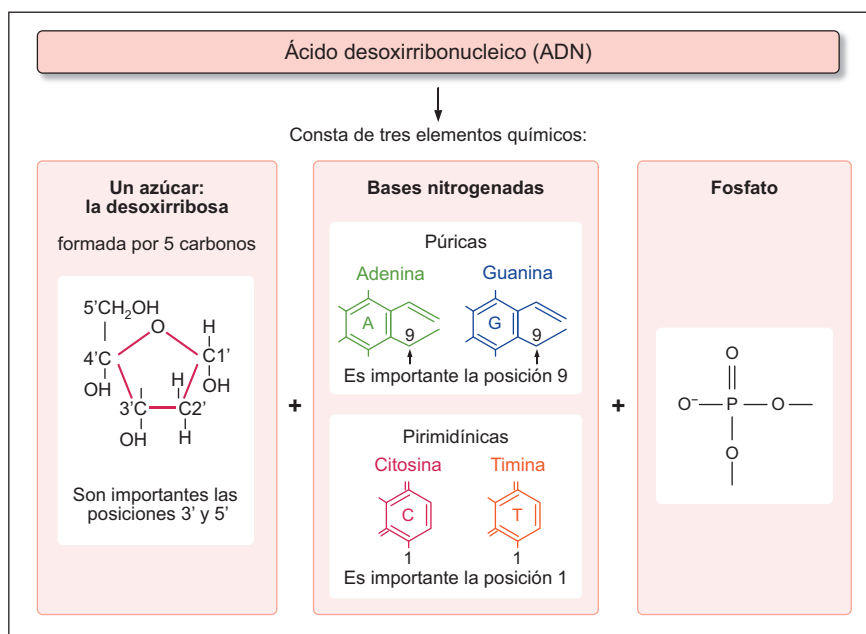 Ácido desoxirribonucleico (ADN)
Consta de tres elementos químicos:
Un azúcar:
la desoxirribosa
formada por 5 carbonos
5'CH2OH
O
H
4'C
C1'
OH
H
OH
3'C
C2'
OH
H
Son importantes las
posiciones 3' y 5'
+
Bases nitrogenadas
Púricas
Adenina
Guanina
A
9
G
9
Es importante la posición 9
Pirimidínicas
Citosina
Timina
C
T
1
1
Es importante la posición 1
+
Fosfato
O
O⁻
P
O
O